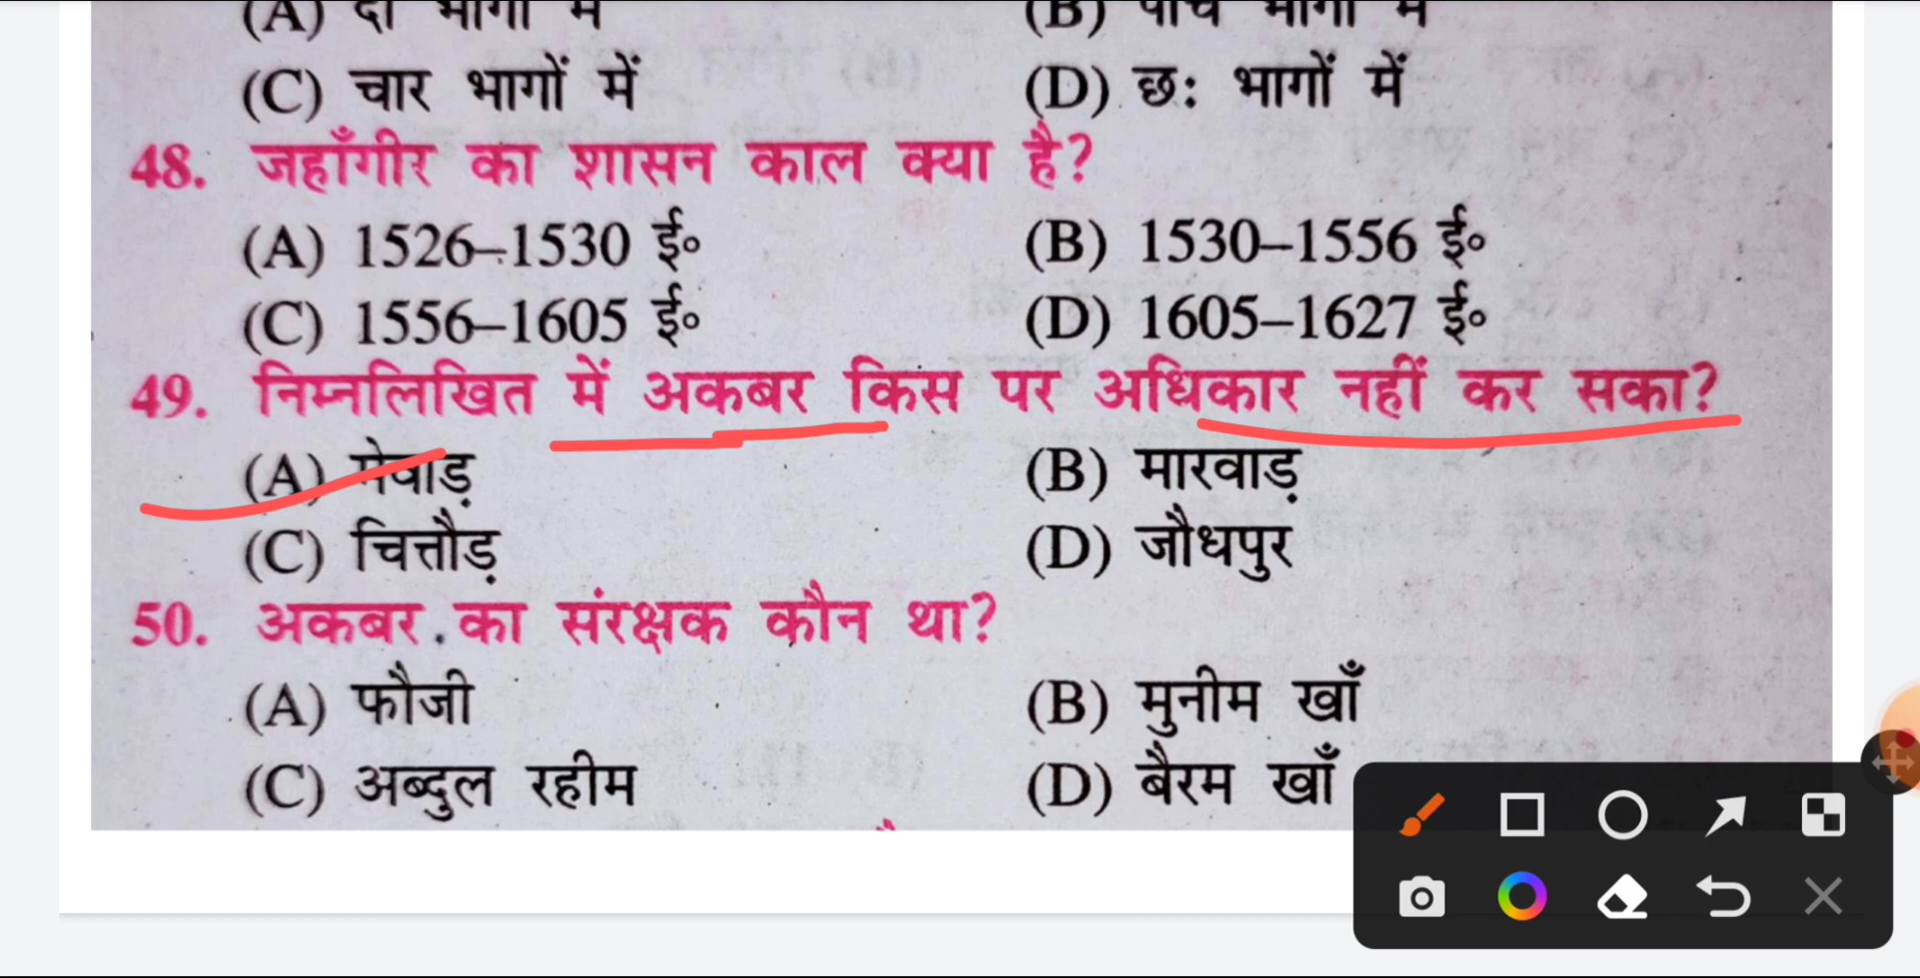 (A) दो भागों में (B) पाँच भागों में
(C) चार भागों में (D) छः भागों में
48. जहाँगीर का शासन काल क्या है?
(A) 1526–1530 ई० (B) 1530–1556 ई०
(C) 1556–1605 ई० (D) 1605–1627 ई०
49. निम्नलिखित में अकबर किस पर अधिकार नहीं कर सका?
(A) मेवाड़ (B) मारवाड़
(C) चित्तौड़ (D) जौधपुर
50. अकबर का संरक्षक कौन था?
(A) फौजी (B) मुनीम खाँ
(C) अब्दुल रहीम (D) बैरम खाँ